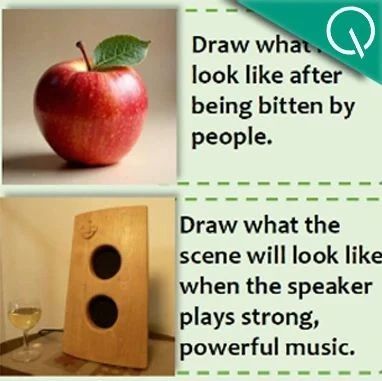 Draw what
look like after
being bitten by
people.
Draw what the
scene will look like
when the speaker
plays strong,
powerful music.